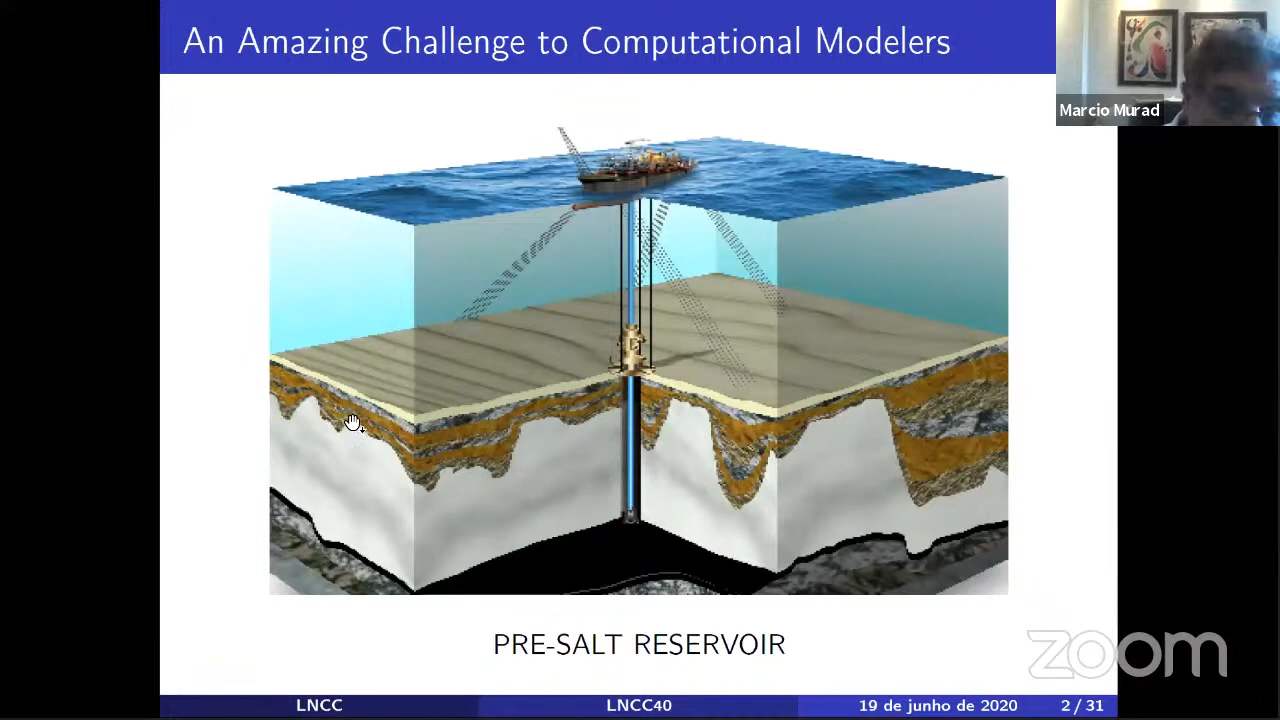 An Amazing Challenge to Computational Modelers
Marcio Murad
PRE-SALT RESERVOIR
zoom
LNCC
LNCC40
19 de junho de 2020
2 / 31